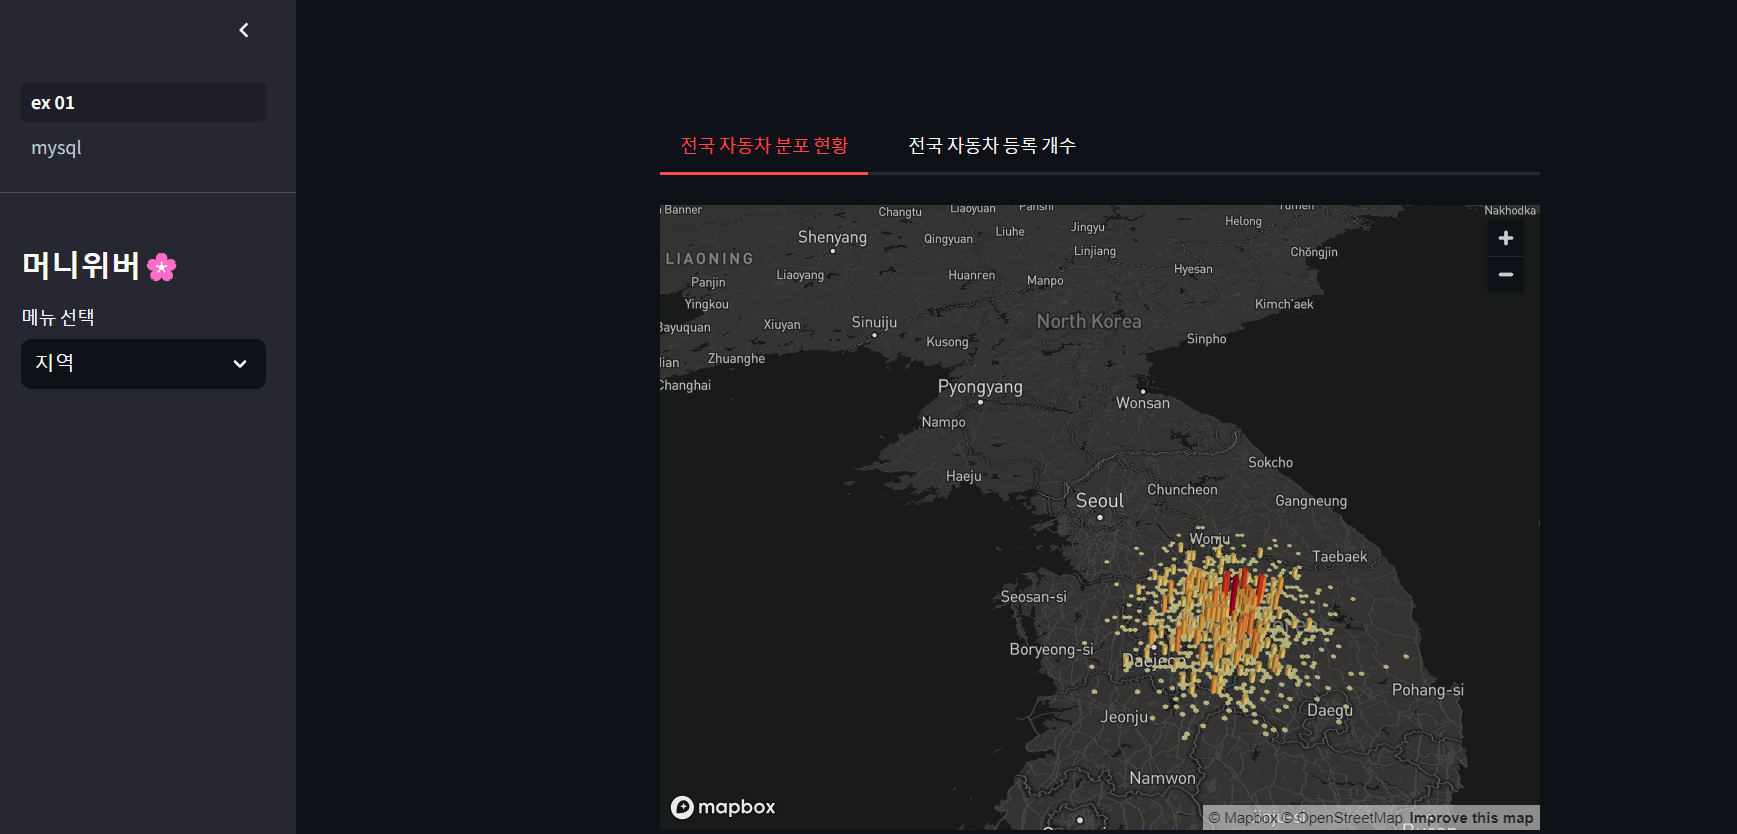 ex 01
mysql
머니위버
메뉴 선택
지역
전국 자동차 분포 현황
전국 자동차 등록 개수
Banner
Changtu
Liaoyuan
Panshi
Helong
Nakhodka
Shenyang
Qingyuan
Liuhe
Jingyu
LIAONING
Linjiang
Chŏngjin
Liaoyang
Huanren
Manpo
Hyesan
Panjin
Yingkou
Kimch'aek
Bayuquan
Xiuyan
Sinuiju
North Korea
Kusong
Sinpho
Zhuanghe
Changhai
Pyongyang
Wonsan
Nampo
Haeju
Sokcho
Seoul
Chuncheon
Gangneung
Wonju
Taebaek
Seosan-si
Boryeong-si
Daejeon
Pohang-si
Jeonju
Daegu
Namwon
mapbox
© Mapbox © OpenStreetMap Improve this map